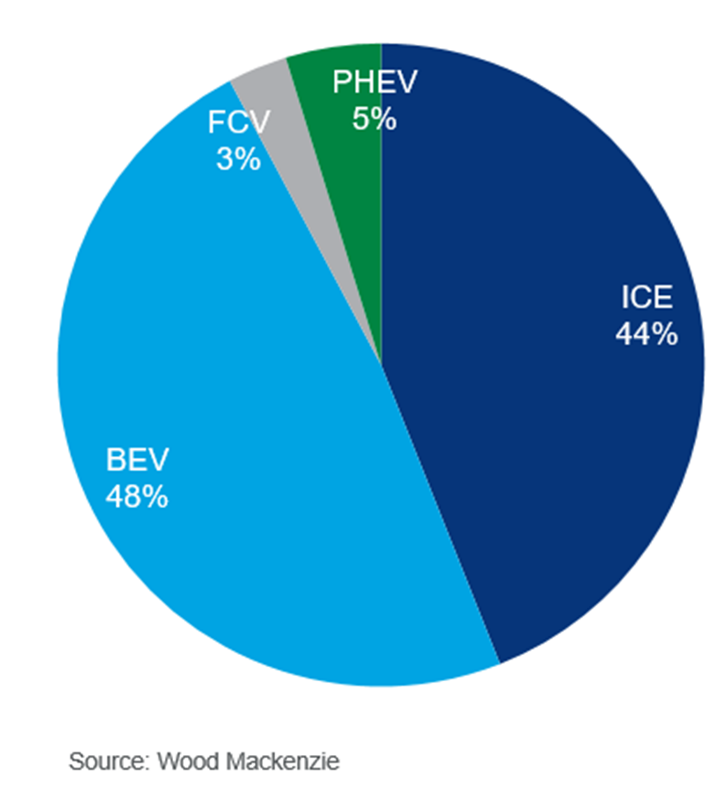 PHEV
5%
FCV
3%
ICE
44%
BEV
48%
Source: Wood Mackenzie